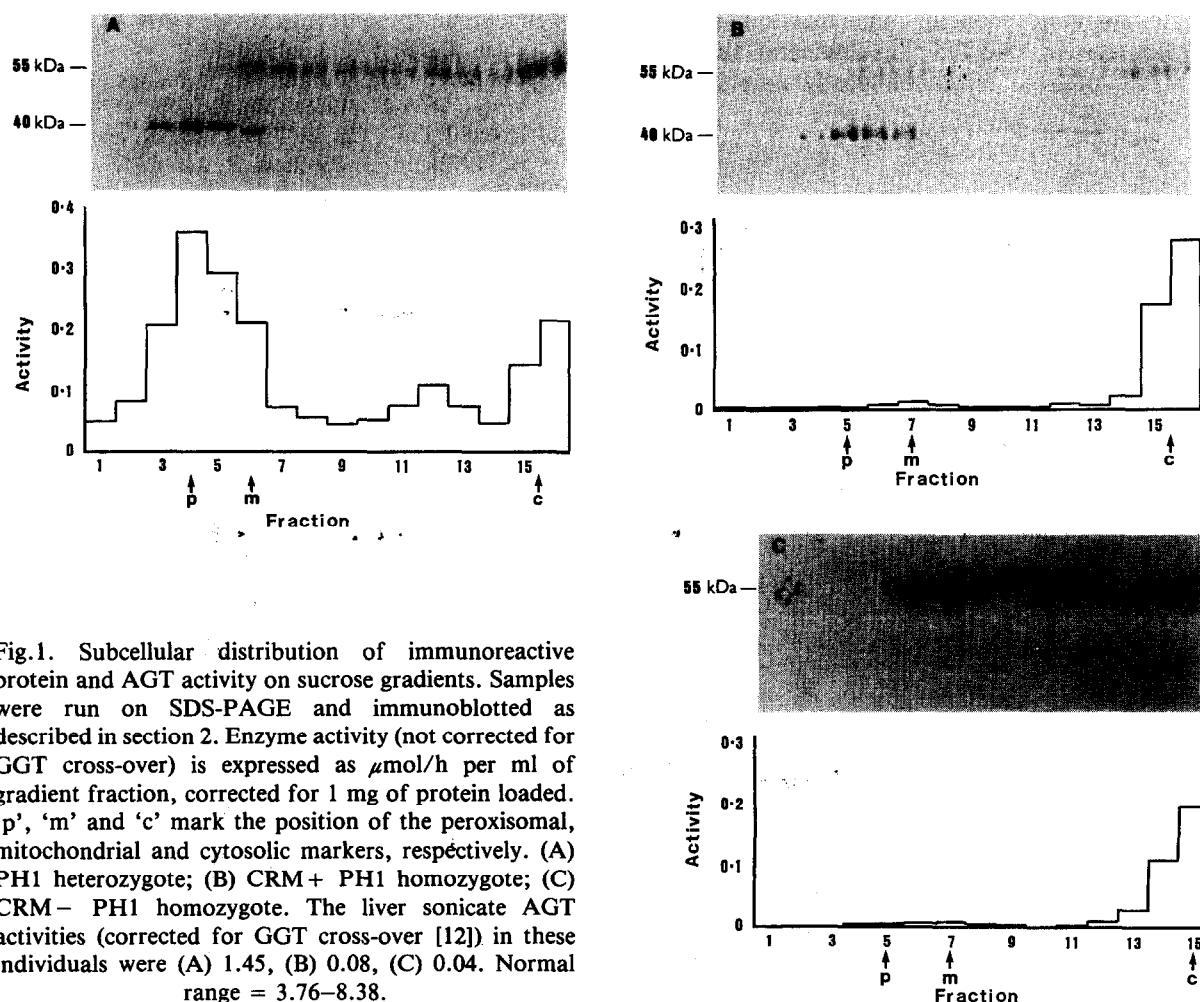 A
55 kDa —
40 kDa —
0·4
0·3
0·2
0·1
0
Activity
1 3 5 7 9 11 13 15
p m c
Fraction
B
55 kDa —
40 kDa —
0·3
0·2
0·1
0
Activity
1 3 5 7 9 11 13 15
p m c
Fraction
C
55 kDa —
0·3
0·2
0·1
0
Activity
1 3 5 7 9 11 13 15
p m c
Fraction
Fig.1. Subcellular distribution of immunoreactive
protein and AGT activity on sucrose gradients. Samples
were run on SDS-PAGE and immunoblotted as
described in section 2. Enzyme activity (not corrected for
GGT cross-over) is expressed as μmol/h per ml of
gradient fraction, corrected for 1 mg of protein loaded.
'p', 'm' and 'c' mark the position of the peroxisomal,
mitochondrial and cytosolic markers, respectively. (A)
PH1 heterozygote; (B) CRM+ PH1 homozygote; (C)
CRM− PH1 homozygote. The liver sonicate AGT
activities (corrected for GGT cross-over [12]) in these
individuals were (A) 1.45, (B) 0.08, (C) 0.04. Normal
range = 3.76–8.38.